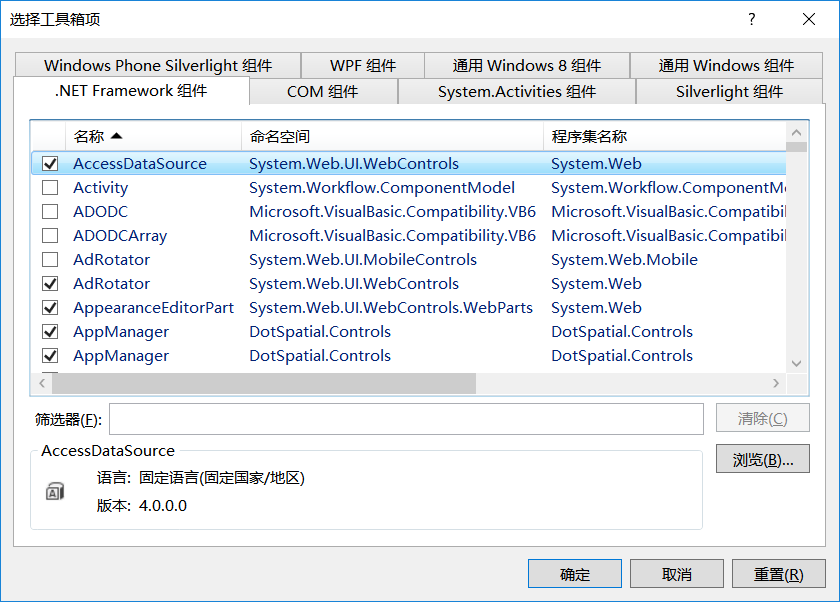 选择工具箱项
Windows Phone Silverlight 组件 WPF 组件 通用 Windows 8 组件 通用 Windows 组件
.NET Framework 组件 COM 组件 System.Activities 组件 Silverlight 组件
名称 命名空间 程序集名称
AccessDataSource System.Web.UI.WebControls System.Web
Activity System.Workflow.ComponentModel System.Workflow.ComponentM
ADODC Microsoft.VisualBasic.Compatibility.VB6 Microsoft.VisualBasic.Compatibil
ADODCArray Microsoft.VisualBasic.Compatibility.VB6 Microsoft.VisualBasic.Compatibil
AdRotator System.Web.UI.MobileControls System.Web.Mobile
AdRotator System.Web.UI.WebControls System.Web
AppearanceEditorPart System.Web.UI.WebControls.WebParts System.Web
AppManager DotSpatial.Controls DotSpatial.Controls
AppManager DotSpatial.Controls DotSpatial.Controls
筛选器(F): 清除(C)
AccessDataSource 浏览(B)...
语言: 固定语言(固定国家/地区)
版本: 4.0.0.0
确定 取消 重置(R)